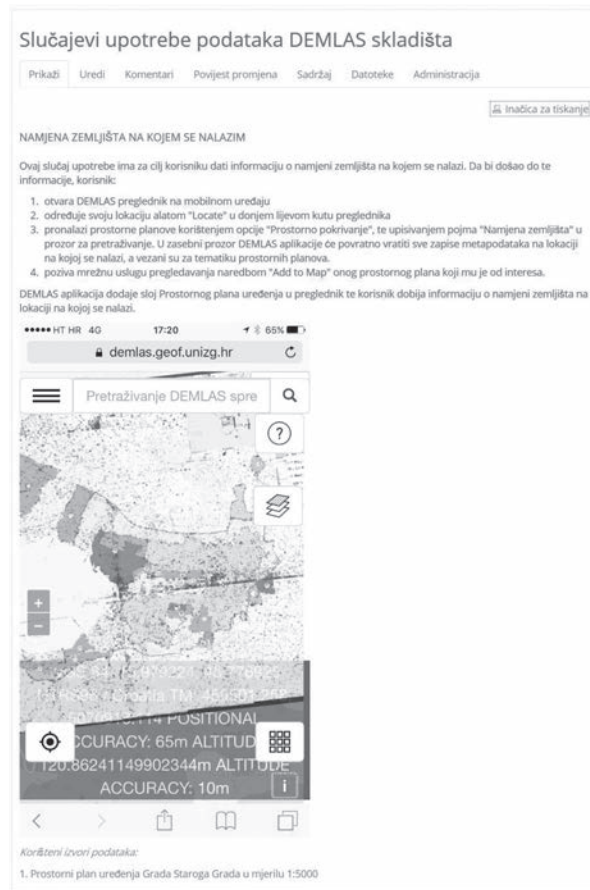 Slučajevi upotrebe podataka DEMLAS skladišta
Prikaži Uredi Komentari Povijest promjena Sadržaj Datoteke Administracija
Inačica za tiskanje
NAMJENA ZEMLJIŠTA NA KOJEM SE NALAZIM
Ovaj slučaj upotrebe ima za cilj korisniku dati informaciju o namjeni zemljišta na kojem se nalazi. Da bi došao do te
informacije, korisnik:
1. otvara DEMLAS preglednik na mobilnom uređaju
2. određuje svoju lokaciju alatom "Locate" u donjem lijevom kutu preglednika
3. pronalazi prostorne planove korištenjem opcije "Prostorno pokrivanje", te upisivanjem pojma "Namjena zemljišta" u
prozor za pretraživanje. U zasebni prozor DEMLAS aplikacije će povratno vratiti sve zapise metapodataka na lokaciji
na kojoj se nalazi, a vezani su za tematiku prostornih planova.
4. poziva mrežnu uslugu pregledavanja naredbom "Add to Map" onog prostornog plana koji mu je od interesa.
DEMLAS aplikacija dodaje sloj Prostornog plana uređenja u preglednik te korisnik dobija informaciju o namjeni zemljišta na
lokaciji na kojoj se nalazi.
HT HR 4G 17:20 65%
demlas.geof.unizg.hr
Pretraživanje DEMLAS spre
?
+
−
Croatia TM
POSITIONAL
ACCURACY: 65m ALTITUD
120.86241149902344m ALTITUDE
ACCURACY: 10m i
Korišteni izvori podataka:
1. Prostorni plan uređenja Grada Staroga Grada u mjerilu 1:5000